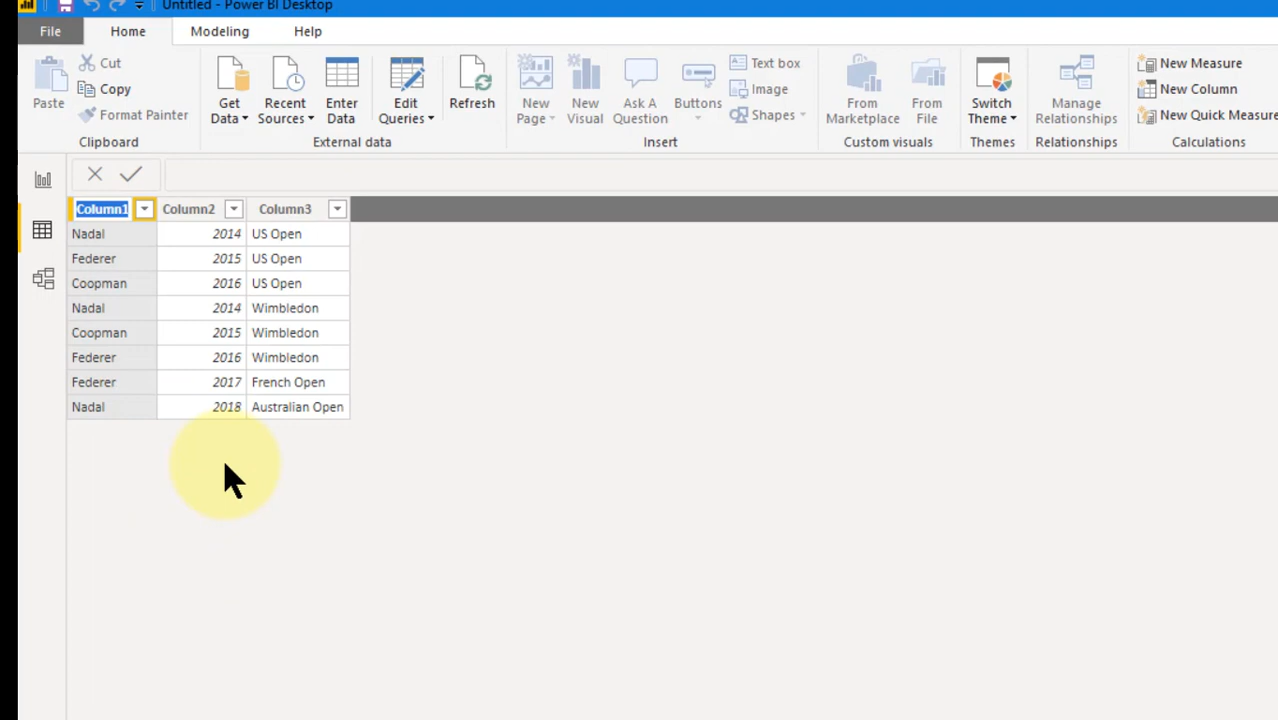 Untitled - Power BI Desktop
File Home Modeling Help
Cut
Copy
Format Painter
Paste
Clipboard
Get Data
Recent Sources
Enter Data
Edit Queries
Refresh
External data
New Page
New Visual
Ask A Question
Buttons
Text box
Image
Shapes
Insert
From Marketplace
From File
Custom visuals
Switch Theme
Themes
Manage Relationships
Relationships
New Measure
New Column
New Quick Measure
Calculations
Column1 Column2 Column3
Nadal 2014 US Open
Federer 2015 US Open
Coopman 2016 US Open
Nadal 2014 Wimbledon
Coopman 2015 Wimbledon
Federer 2016 Wimbledon
Federer 2017 French Open
Nadal 2018 Australian Open